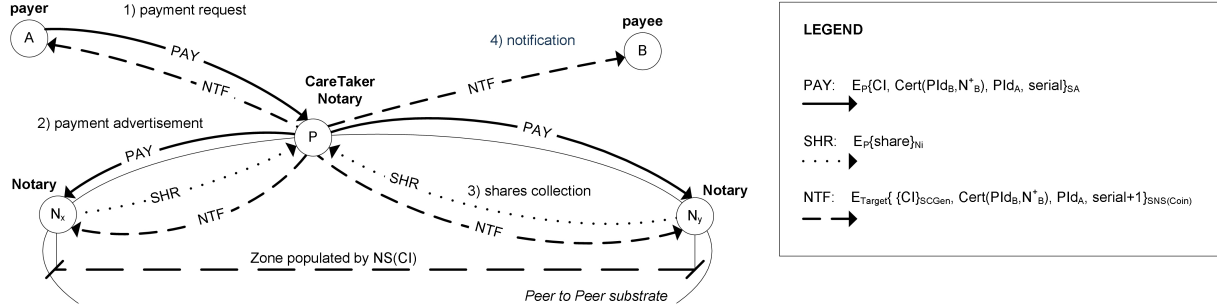 payer
1) payment request
payee
A
B
4) notification
PAY
NTF
NTF
CareTaker
Notary
2) payment advertisement
P
PAY
PAY
Notary
SHR
SHR
3) shares collection
Notary
Nx
NTF
NTF
Ny
Zone populated by NS(CI)
Peer to Peer substrate
LEGEND
PAY: EP{CI, Cert(PIdB,N+B), PIdA, serial}SA
SHR: EP{share}Ni
NTF: ETarget{ {CI}SCGen, Cert(PIdB,N+B), PIdA, serial+1}SNS(Coin)